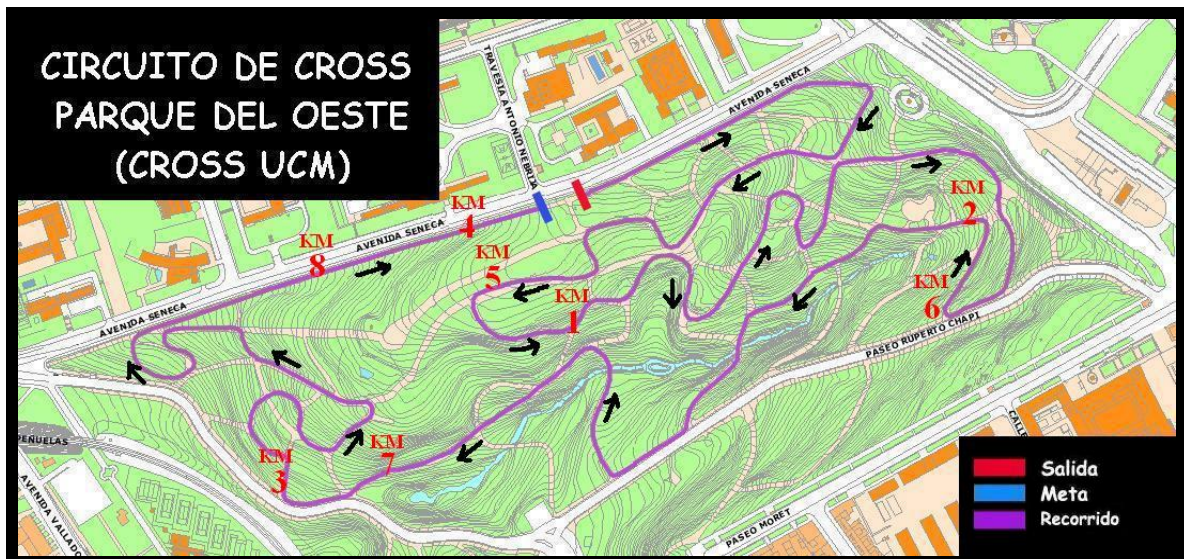 CIRCUITO DE CROSS
PARQUE DEL OESTE
(CROSS UCM)
TRAVESIA ANTONIO NEBRIJA
AVENIDA SENECA
KM
4
AVENIDA SENECA
KM
8
KM
2
KM
5
KM
6
KM
1
AVENIDA SENECA
PASEO RUPERTO CHAPI
KM
7
KM
3
PEÑUELAS
AVENIDA VALLADO
CALLE
PASEO MORET
Salida
Meta
Recorrido